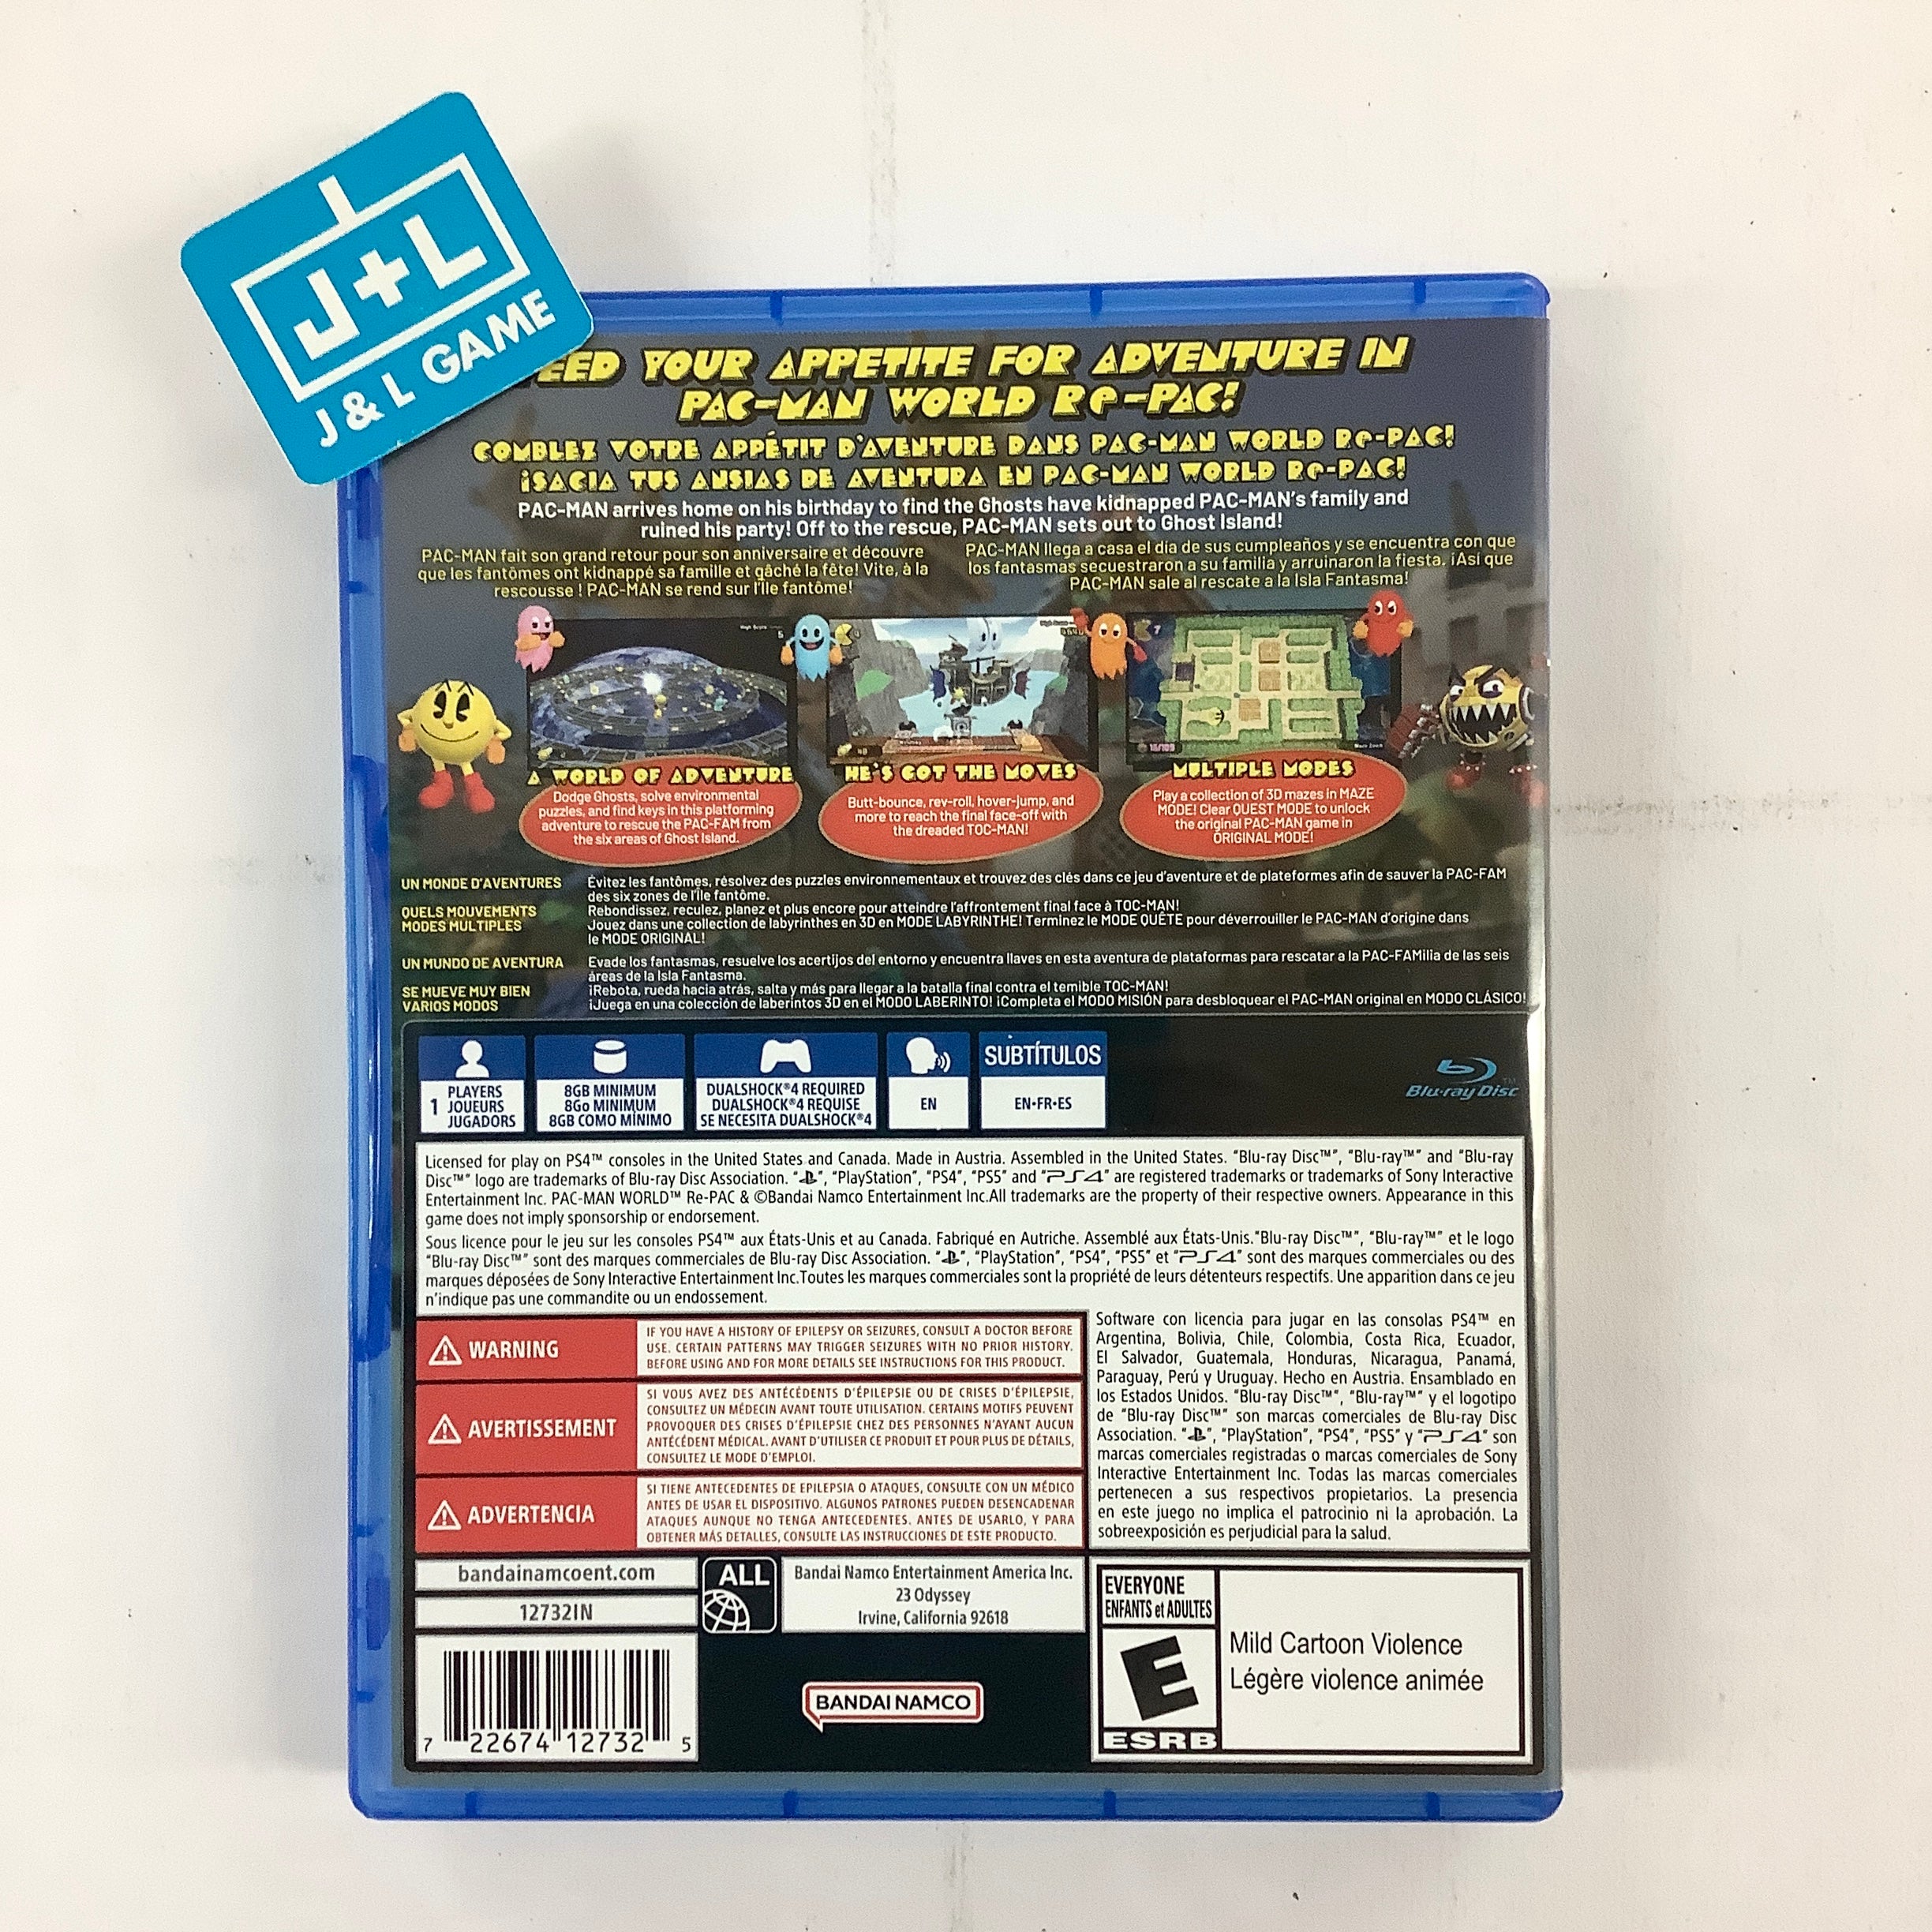 J+L
J & L GAME
EED YOUR APPETITE FOR ADVENTURE IN
PAC-MAN WORLD Re-PAC!
COMBLEZ VOTRE APPÉTIT D'AVENTURE DANS PAC-MAN WORLD Re-PAC!
¡SACIA TUS ANSIAS DE AVENTURA EN PAC-MAN WORLD Re-PAC!
PAC-MAN arrives home on his birthday to find the Ghosts have kidnapped PAC-MAN's family and
ruined his party! Off to the rescue, PAC-MAN sets out to Ghost Island!
PAC-MAN fait son grand retour pour son anniversaire et découvre
que les fantômes ont kidnappé sa famille et gâché la fête! Vite, à la
rescousse ! PAC-MAN se rend sur l'île fantôme!
PAC-MAN llega a casa el día de sus cumpleaños y se encuentra con que
los fantasmas secuestraron a su familia y arruinaron la fiesta. ¡Así que
PAC-MAN sale al rescate a la Isla Fantasma!
A WORLD OF ADVENTURE
Dodge Ghosts, solve environmental
puzzles, and find keys in this platforming
adventure to rescue the PAC-FAM from
the six areas of Ghost Island.
HE'S GOT THE MOVES
Butt-bounce, rev-roll, hover-jump, and
more to reach the final face-off with
the dreaded TOC-MAN!
MULTIPLE MODES
Play a collection of 3D mazes in MAZE
MODE! Clear QUEST MODE to unlock
the original PAC-MAN game in
ORIGINAL MODE!
UN MONDE D'AVENTURES Évitez les fantômes, résolvez des puzzles environnementaux et trouvez des clés dans ce jeu d'aventure et de plateformes afin de sauver la PAC-FAM
des six zones de l'Île fantôme.
QUELS MOUVEMENTS Rebondissez, reculez, planez et plus encore pour atteindre l'affrontement final face à TOC-MAN!
MODES MULTIPLES Jouez dans une collection de labyrinthes en 3D en MODE LABYRINTHE! Terminez le MODE QUÊTE pour déverrouiller le PAC-MAN d'origine dans
le MODE ORIGINAL!
UN MUNDO DE AVENTURA Evade los fantasmas, resuelve los acertijos del entorno y encuentra llaves en esta aventura de plataformas para rescatar a la PAC-FAMilia de las seis
áreas de la Isla Fantasma.
SE MUEVE MUY BIEN ¡Rebota, rueda hacia atrás, salta y más para llegar a la batalla final contra el temible TOC-MAN!
VARIOS MODOS ¡Juega en una colección de laberintos 3D en el MODO LABERINTO! ¡Completa el MODO MISIÓN para desbloquear el PAC-MAN original en MODO CLÁSICO!
1 PLAYERS
JOUEURS
JUGADORS
8GB MINIMUM
8Go MINIMUM
8GB COMO MÍNIMO
DUALSHOCK®4 REQUIRED
DUALSHOCK®4 REQUISE
SE NECESITA DUALSHOCK®4
EN
SUBTÍTULOS
EN•FR•ES
Blu-ray Disc™
Licensed for play on PS4™ consoles in the United States and Canada. Made in Austria. Assembled in the United States. "Blu-ray Disc™", "Blu-ray™" and "Blu-ray
Disc™" logo are trademarks of Blu-ray Disc Association. "", "PlayStation", "PS4", "PS5" and "PS4" are registered trademarks or trademarks of Sony Interactive
Entertainment Inc. PAC-MAN WORLD™ Re-PAC & ©Bandai Namco Entertainment Inc.All trademarks are the property of their respective owners. Appearance in this
game does not imply sponsorship or endorsement.
Sous licence pour le jeu sur les consoles PS4™ aux États-Unis et au Canada. Fabriqué en Autriche. Assemblé aux États-Unis."Blu-ray Disc™", "Blu-ray™" et le logo
"Blu-ray Disc™" sont des marques commerciales de Blu-ray Disc Association. "", "PlayStation", "PS4", "PS5" et "PS4" sont des marques commerciales ou des
marques déposées de Sony Interactive Entertainment Inc.Toutes les marques commerciales sont la propriété de leurs détenteurs respectifs. Une apparition dans ce jeu
n'indique pas une commandite ou un endossement.
WARNING
IF YOU HAVE A HISTORY OF EPILEPSY OR SEIZURES, CONSULT A DOCTOR BEFORE
USE. CERTAIN PATTERNS MAY TRIGGER SEIZURES WITH NO PRIOR HISTORY.
BEFORE USING AND FOR MORE DETAILS SEE INSTRUCTIONS FOR THIS PRODUCT.
AVERTISSEMENT
SI VOUS AVEZ DES ANTÉCÉDENTS D'ÉPILEPSIE OU DE CRISES D'ÉPILEPSIE,
CONSULTEZ UN MÉDECIN AVANT TOUTE UTILISATION. CERTAINS MOTIFS PEUVENT
PROVOQUER DES CRISES D'ÉPILEPSIE CHEZ DES PERSONNES N'AYANT AUCUN
ANTÉCÉDENT MÉDICAL. AVANT D'UTILISER CE PRODUIT ET POUR PLUS DE DÉTAILS,
CONSULTEZ LE MODE D'EMPLOI.
ADVERTENCIA
SI TIENE ANTECEDENTES DE EPILEPSIA O ATAQUES, CONSULTE CON UN MÉDICO
ANTES DE USAR EL DISPOSITIVO. ALGUNOS PATRONES PUEDEN DESENCADENAR
ATAQUES AUNQUE NO TENGA ANTECEDENTES. ANTES DE USARLO, Y PARA
OBTENER MÁS DETALLES, CONSULTE LAS INSTRUCCIONES DE ESTE PRODUCTO.
Software con licencia para jugar en las consolas PS4™ en
Argentina, Bolivia, Chile, Colombia, Costa Rica, Ecuador,
El Salvador, Guatemala, Honduras, Nicaragua, Panamá,
Paraguay, Perú y Uruguay. Hecho en Austria. Ensamblado en
los Estados Unidos. "Blu-ray Disc™", "Blu-ray™" y el logotipo
de "Blu-ray Disc™" son marcas comerciales de Blu-ray Disc
Association. "", "PlayStation", "PS4", "PS5" y "PS4" son
marcas comerciales registradas o marcas comerciales de Sony
Interactive Entertainment Inc. Todas las marcas comerciales
pertenecen a sus respectivos propietarios. La presencia
en este juego no implica el patrocinio ni la aprobación. La
sobreexposición es perjudicial para la salud.
bandainamcoent.com
12732IN
ALL
Bandai Namco Entertainment America Inc.
23 Odyssey
Irvine, California 92618
7 22674 12732 5
BANDAI NAMCO
EVERYONE
ENFANTS et ADULTES
E
ESRB
Mild Cartoon Violence
Légère violence animée